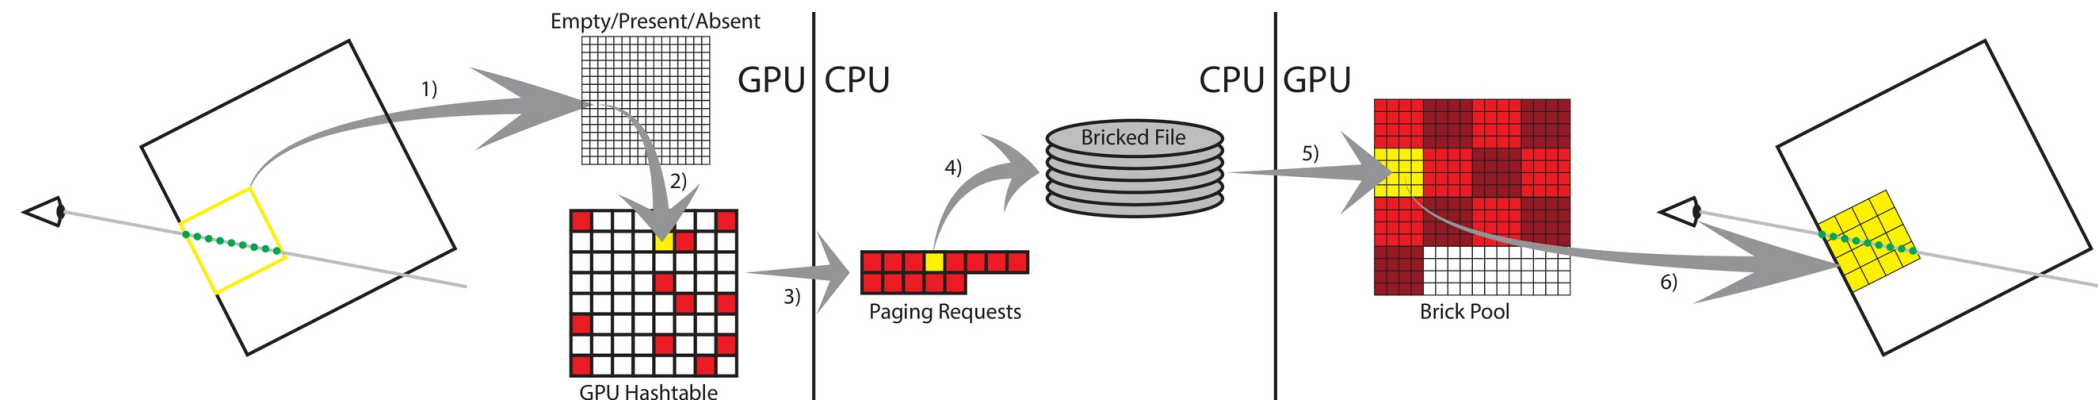 Empty/Present/Absent
1)
2)
GPU Hashtable
GPU CPU
3)
Paging Requests
4)
Bricked File
CPU GPU
5)
Brick Pool
6)